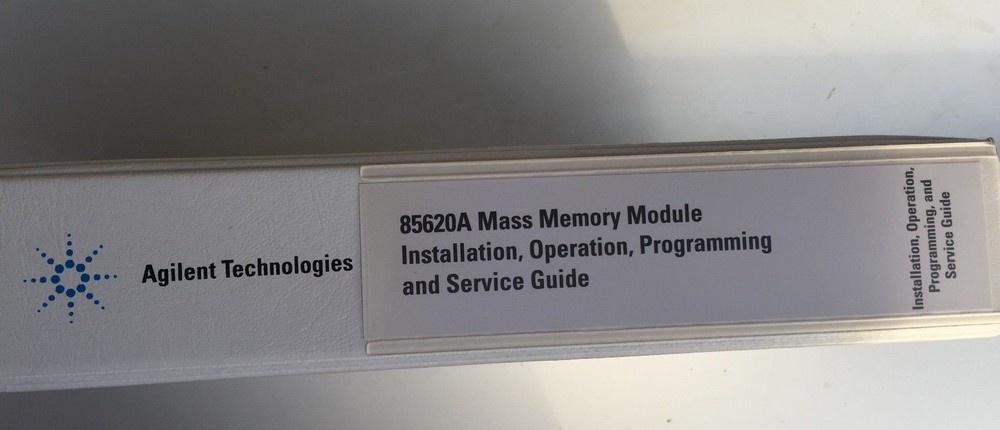 Agilent Technologies
85620A Mass Memory Module
Installation, Operation, Programming
and Service Guide
Installation, Operation,
Programming, and
Service Guide